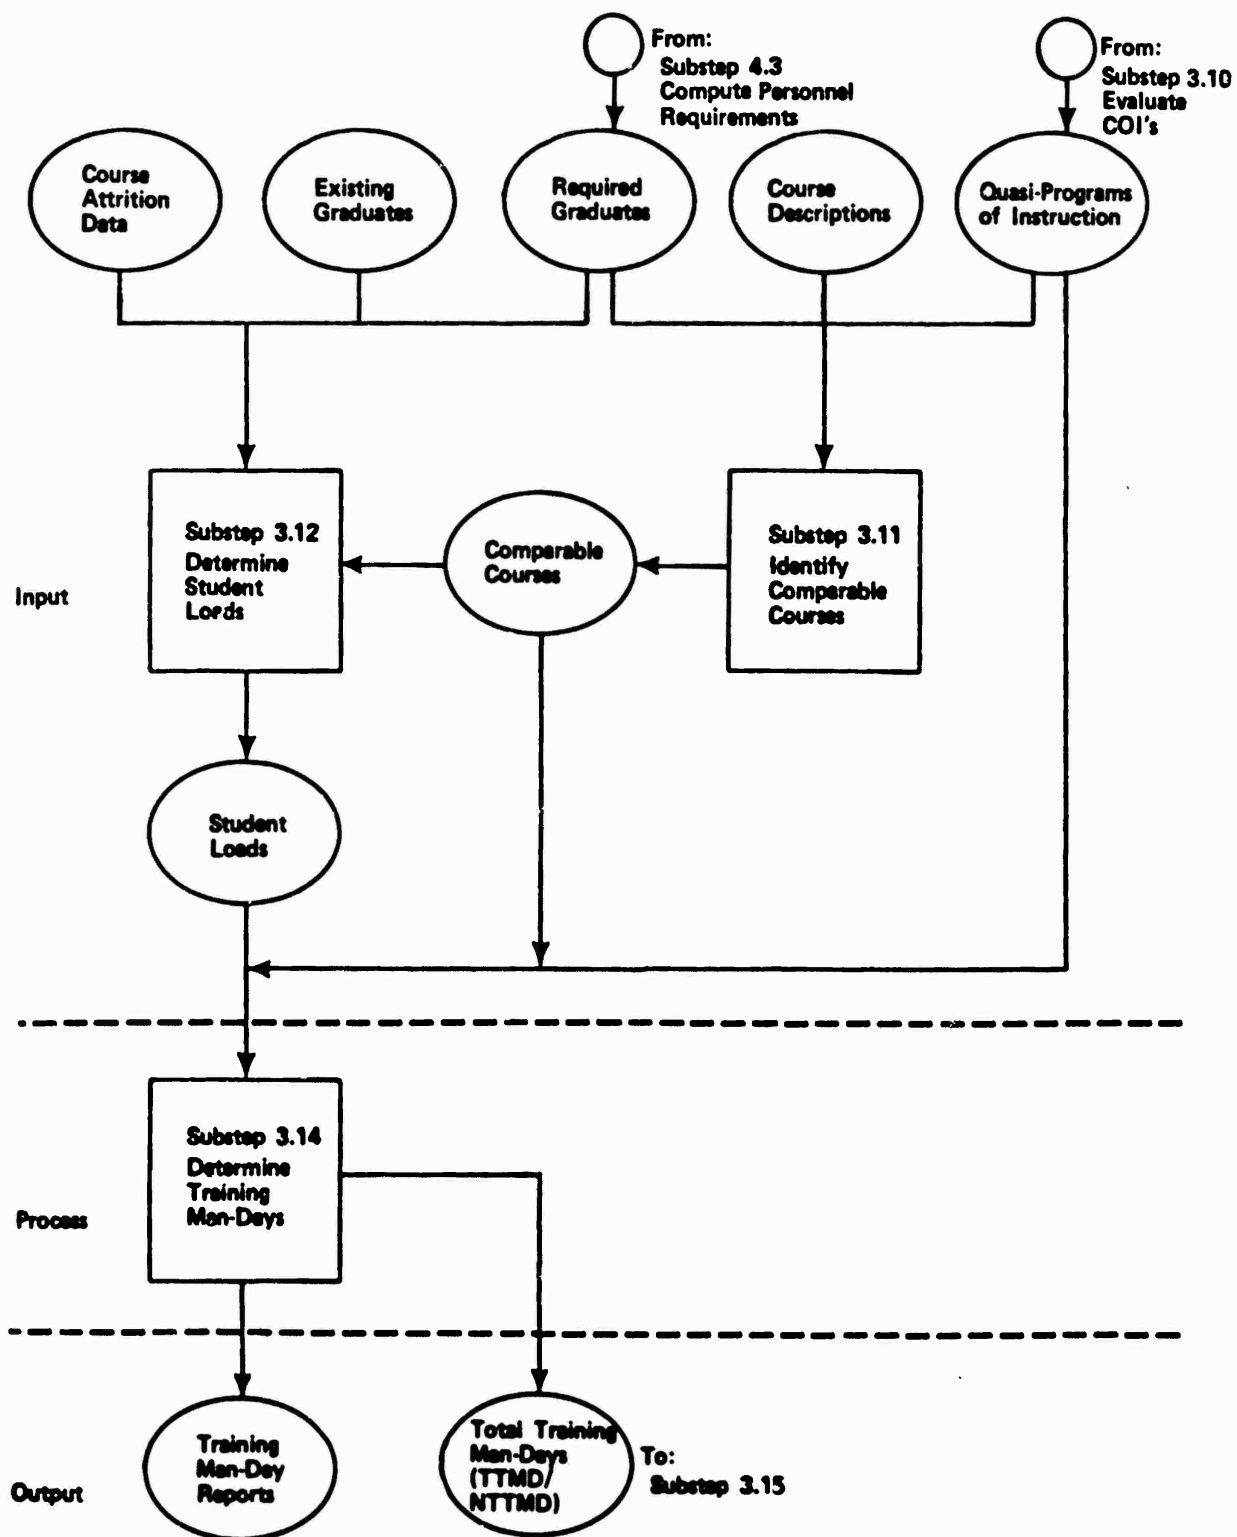 From:
Substep 4.3
Compute Personnel
Requirements
From:
Substep 3.10
Evaluate
COI's
Course
Attrition
Data
Existing
Graduates
Required
Graduates
Course
Descriptions
Quasi-Programs
of Instruction
Input
Substep 3.12
Determine
Student
Loads
Comparable
Courses
Substep 3.11
Identify
Comparable
Courses
Student
Loads
Process
Substep 3.14
Determine
Training
Man-Days
Output
Training
Man-Day
Reports
Total Training
Man-Days
(TTMD/
NTTMD)
To:
Substep 3.15